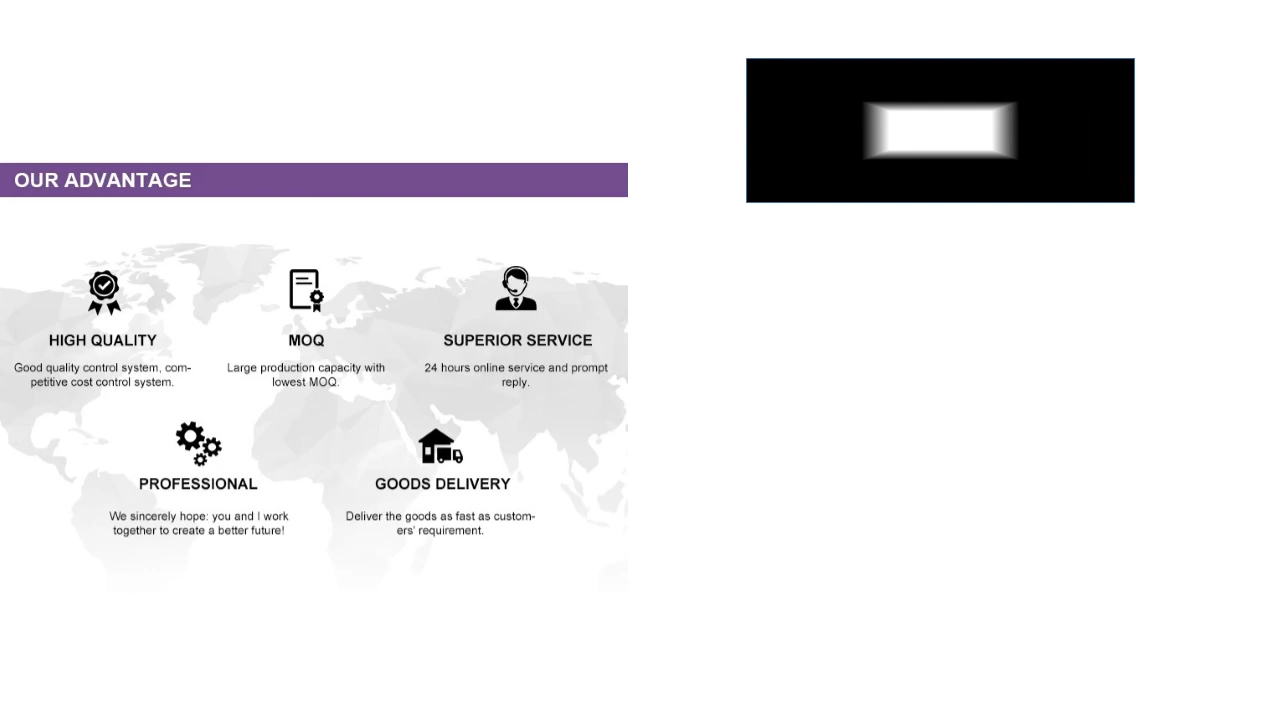 OUR ADVANTAGE
HIGH QUALITY
Good quality control system, com-
petitive cost control system.
MOQ
Large production capacity with
lowest MOQ.
SUPERIOR SERVICE
24 hours online service and prompt
reply.
PROFESSIONAL
We sincerely hope: you and I work
together to create a better future!
GOODS DELIVERY
Deliver the goods as fast as custom-
ers' requirement.